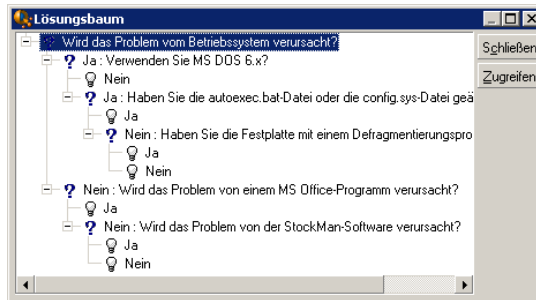 Lösungsbaum
Wird das Problem vom Betriebssystem verursacht?
Schließen
Ja : Verwenden Sie MS DOS 6.x?
Nein
Zugreifen
Ja : Haben Sie die autoexec.bat-Datei oder die config.sys-Datei geä
Ja
Nein : Haben Sie die Festplatte mit einem Defragmentierungspro
Ja
Nein
Nein : Wird das Problem von einem MS Office-Programm verursacht?
Ja
Nein : Wird das Problem von der StockMan-Software verursacht?
Ja
Nein